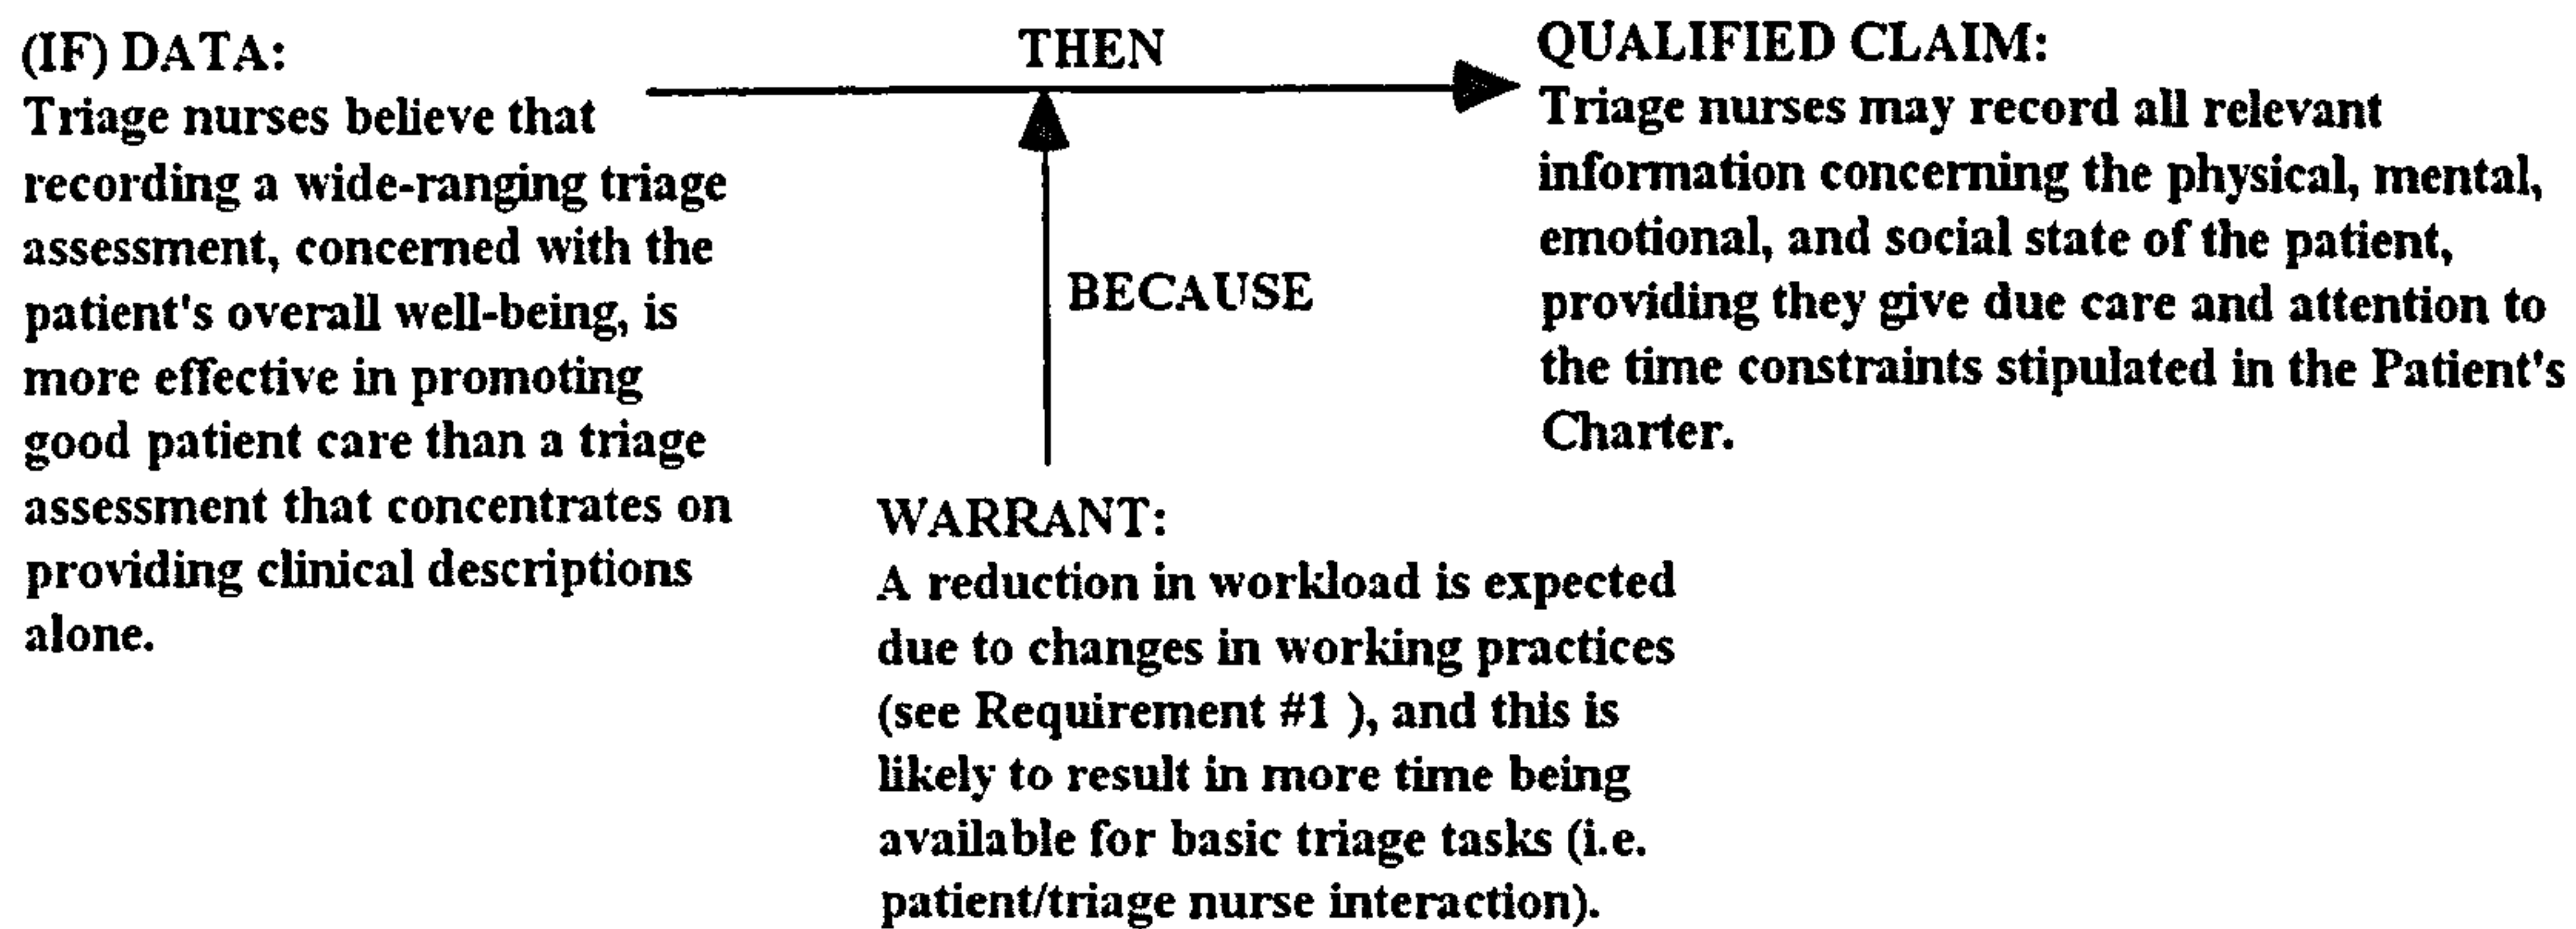 (IF) DATA:
Triage nurses believe that
recording a wide-ranging triage
assessment, concerned with the
patient's overall well-being, is
more effective in promoting
good patient care than a triage
assessment that concentrates on
providing clinical descriptions
alone.
THEN
BECAUSE
QUALIFIED CLAIM:
Triage nurses may record all relevant
information concerning the physical, mental,
emotional, and social state of the patient,
providing they give due care and attention to
the time constraints stipulated in the Patient's
Charter.
WARRANT:
A reduction in workload is expected
due to changes in working practices
(see Requirement #1 ), and this is
likely to result in more time being
available for basic triage tasks (i.e.
patient/triage nurse interaction).